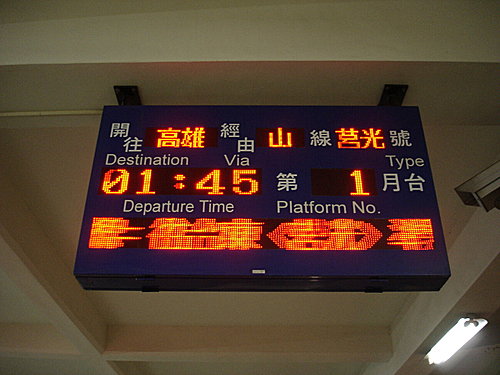 開往 高雄 經由 山 線 莒光 號
Destination Via Type
01:45 第 1 月台
Departure Time Platform No.